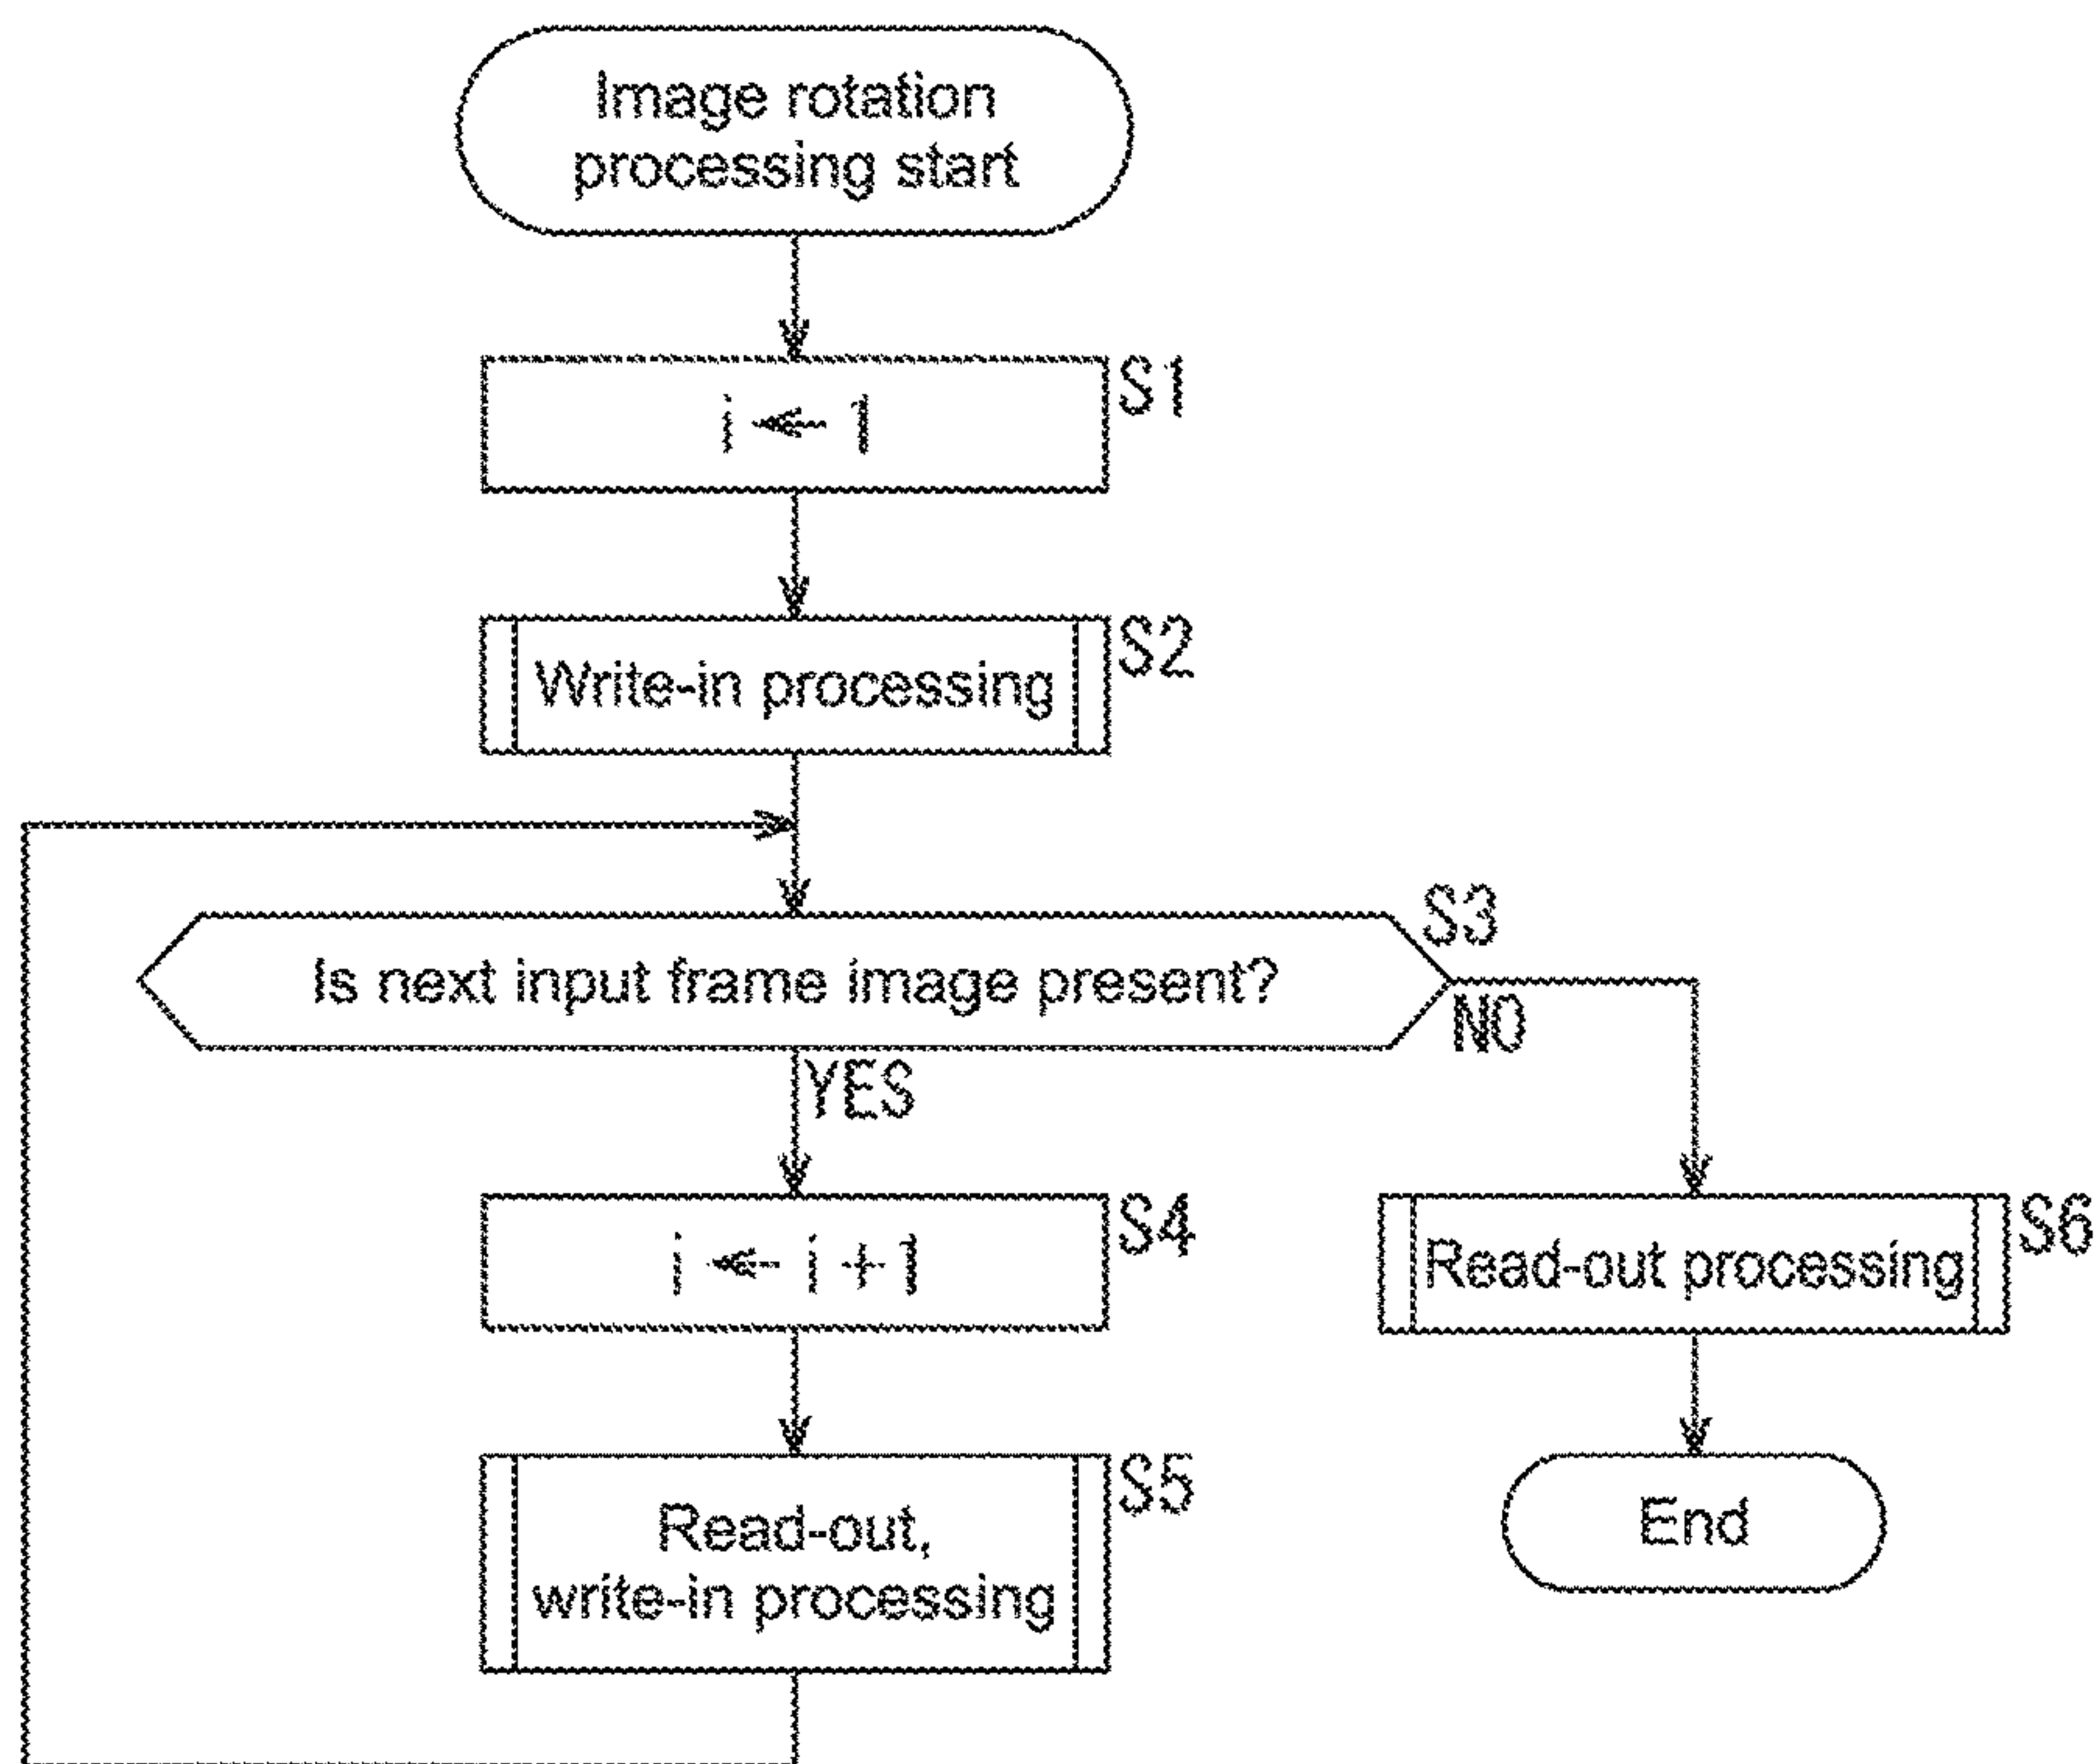 Image rotation
processing start
S1
i ← 1
S2
Write-in processing
S3
Is next input frame image present?
NO
YES
S4
i ← i + 1
S6
Read-out processing
S5
Read-out,
write-in processing
End